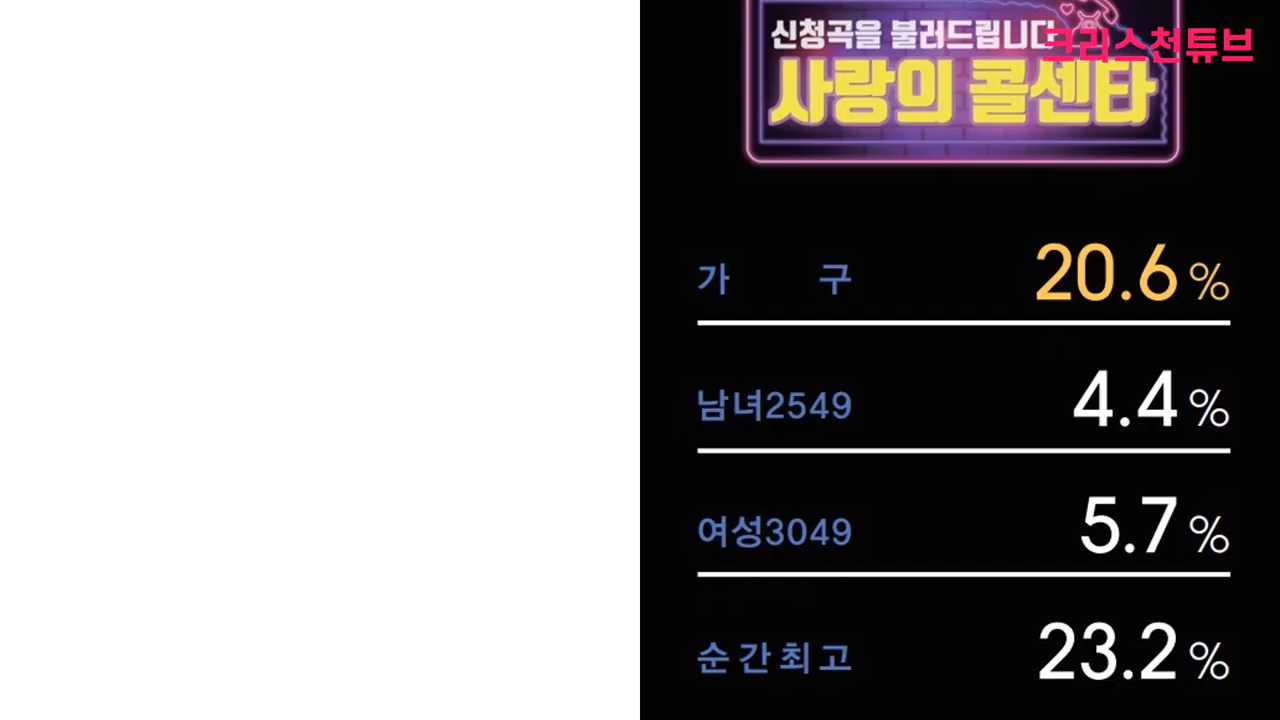 신청곡을 불러드립니다
크리스천튜브
사랑의 콜센타
가 구 20.6 %
남녀2549 4.4 %
여성3049 5.7 %
순간최고 23.2 %